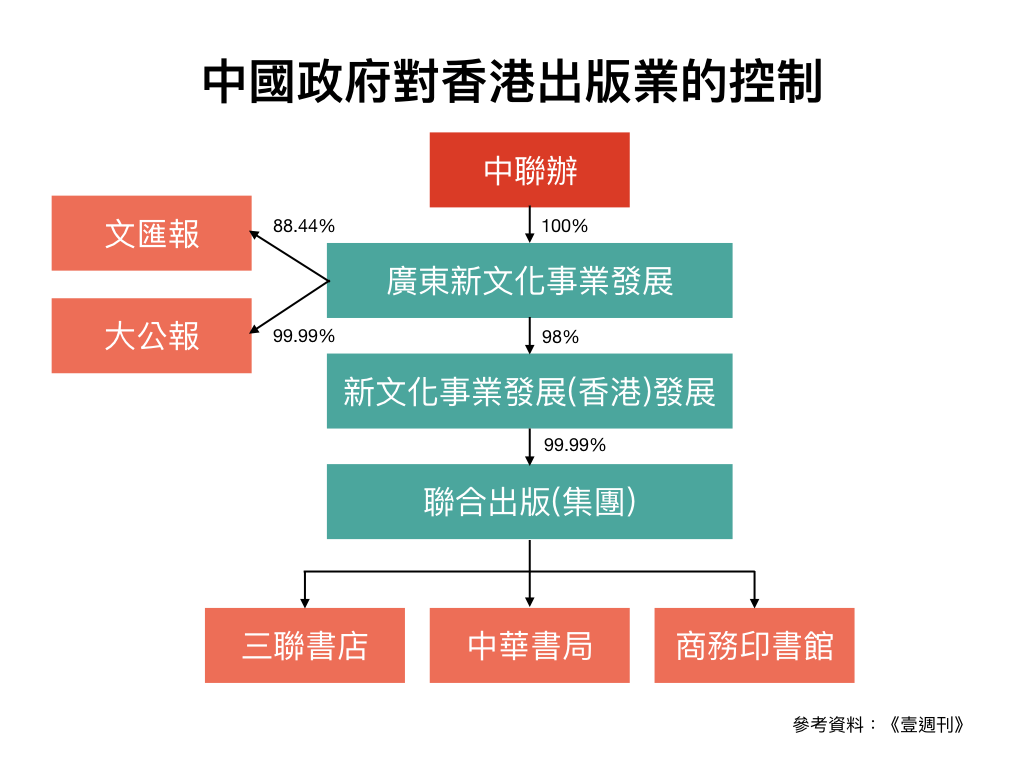 中國政府對香港出版業的控制
中聯辦
文匯報
88.44%
100%
廣東新文化事業發展
大公報
99.99%
98%
新文化事業發展(香港)發展
99.99%
聯合出版(集團)
三聯書店
中華書局
商務印書館
參考資料：《壹週刊》